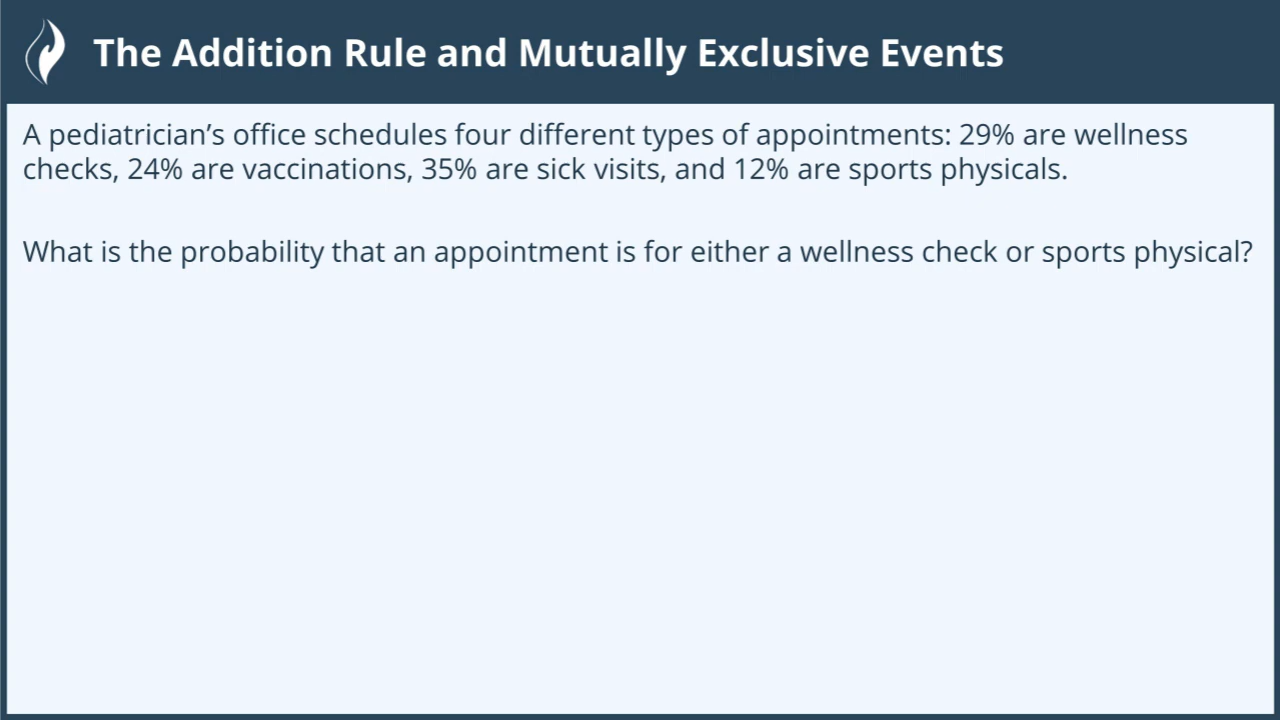 The Addition Rule and Mutually Exclusive Events
A pediatrician’s office schedules four different types of appointments: 29% are wellness
checks, 24% are vaccinations, 35% are sick visits, and 12% are sports physicals.
What is the probability that an appointment is for either a wellness check or sports physical?